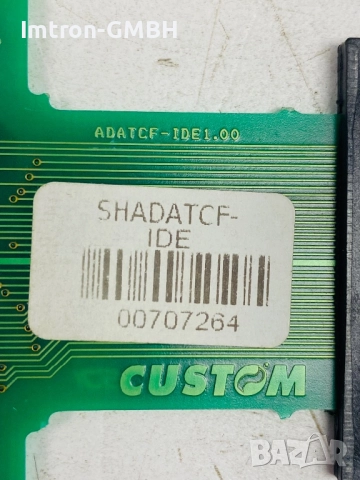 Imtron-GMBH
ADATCF-IDE1.00
SHADATCF-
IDE
00707264
CUSTOM
BAZAR